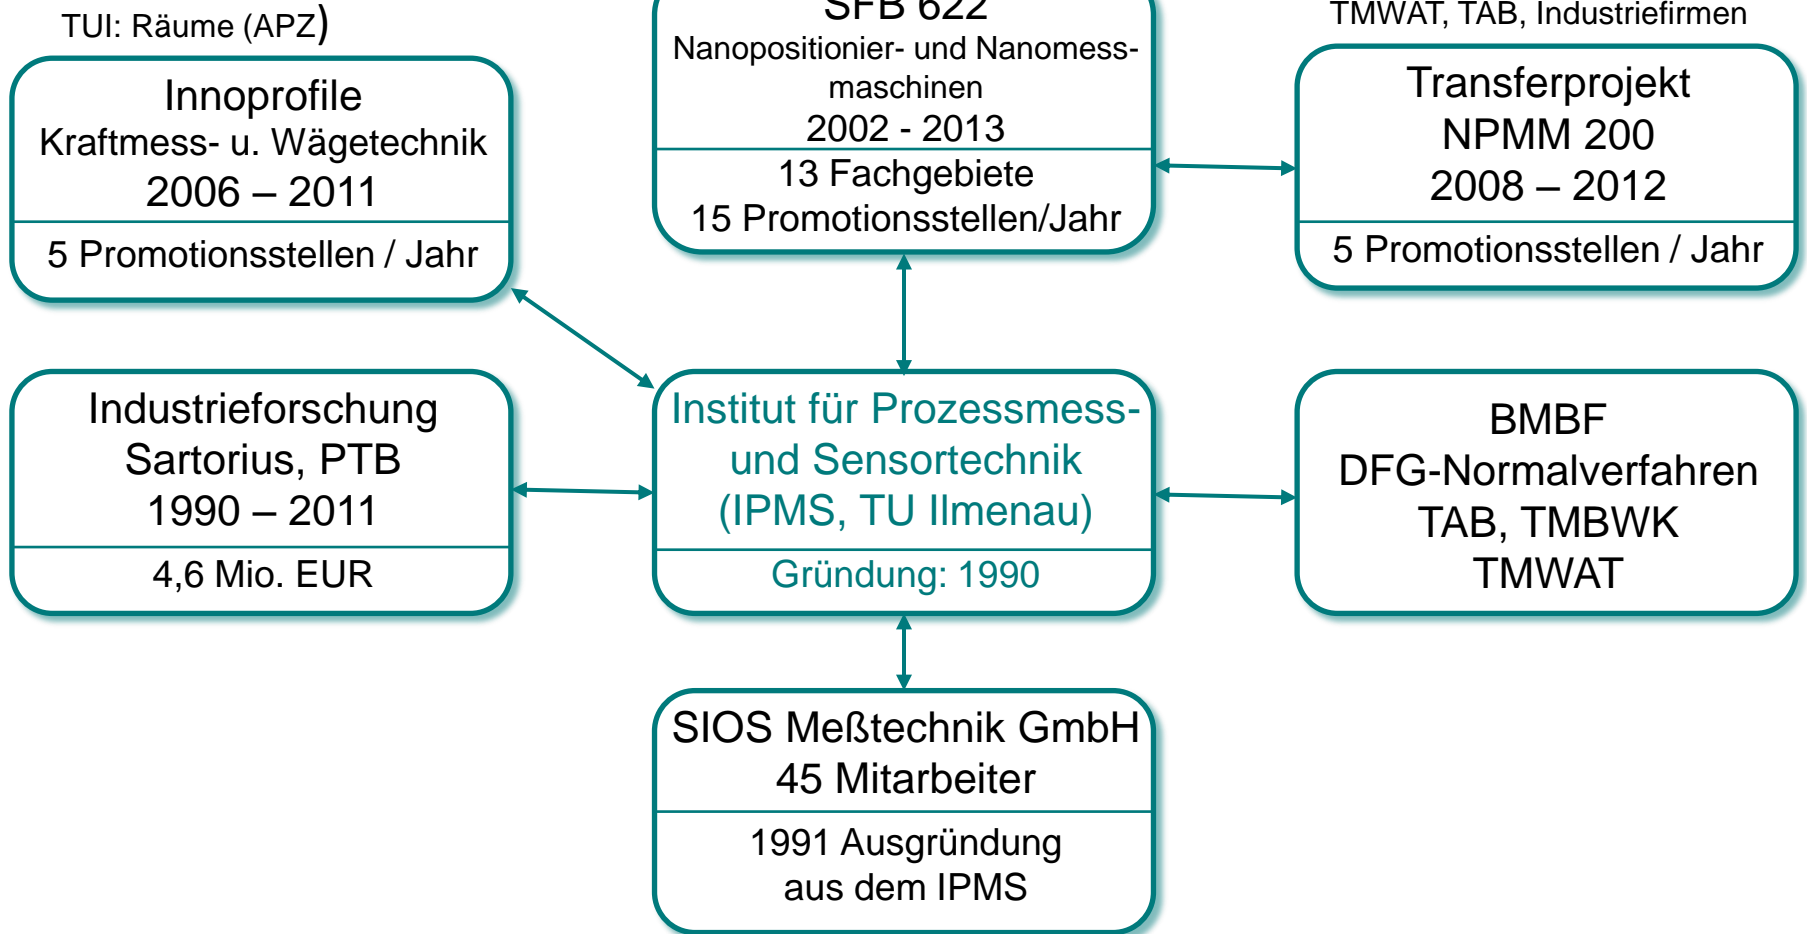 TUI: Räume (APZ)
Innoprofile
Kraftmess- u. Wägetechnik
2006 – 2011
5 Promotionsstellen / Jahr
SFB 622
Nanopositionier- und Nanomess-
maschinen
2002 - 2013
13 Fachgebiete
15 Promotionsstellen/Jahr
TMWAT, TAB, Industriefirmen
Transferprojekt
NPMM 200
2008 – 2012
5 Promotionsstellen / Jahr
Industrieforschung
Sartorius, PTB
1990 – 2011
4,6 Mio. EUR
Institut für Prozessmess-
und Sensortechnik
(IPMS, TU Ilmenau)
Gründung: 1990
BMBF
DFG-Normalverfahren
TAB, TMBWK
TMWAT
SIOS Meßtechnik GmbH
45 Mitarbeiter
1991 Ausgründung
aus dem IPMS